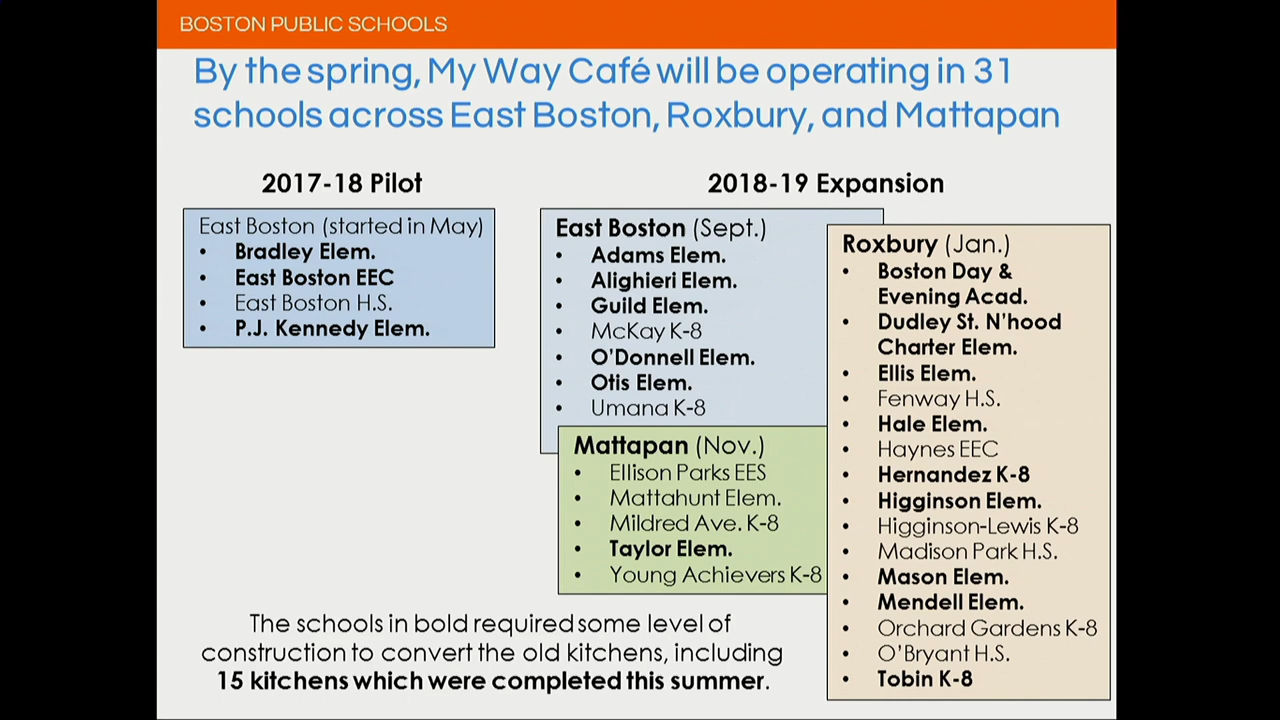 BOSTON PUBLIC SCHOOLS
By the spring, My Way Café will be operating in 31
schools across East Boston, Roxbury, and Mattapan
2017-18 Pilot
East Boston (started in May)
• Bradley Elem.
• East Boston EEC
• East Boston H.S.
• P.J. Kennedy Elem.
2018-19 Expansion
East Boston (Sept.)
• Adams Elem.
• Alighieri Elem.
• Guild Elem.
• McKay K-8
• O'Donnell Elem.
• Otis Elem.
• Umana K-8
Mattapan (Nov.)
• Ellison Parks EES
• Mattahunt Elem.
• Mildred Ave. K-8
• Taylor Elem.
• Young Achievers K-8
Roxbury (Jan.)
• Boston Day &
Evening Acad.
• Dudley St. N'hood
Charter Elem.
• Ellis Elem.
• Fenway H.S.
• Hale Elem.
• Haynes EEC
• Hernandez K-8
• Higginson Elem.
• Higginson-Lewis K-8
• Madison Park H.S.
• Mason Elem.
• Mendell Elem.
• Orchard Gardens K-8
• O'Bryant H.S.
• Tobin K-8
The schools in bold required some level of
construction to convert the old kitchens, including
15 kitchens which were completed this summer.